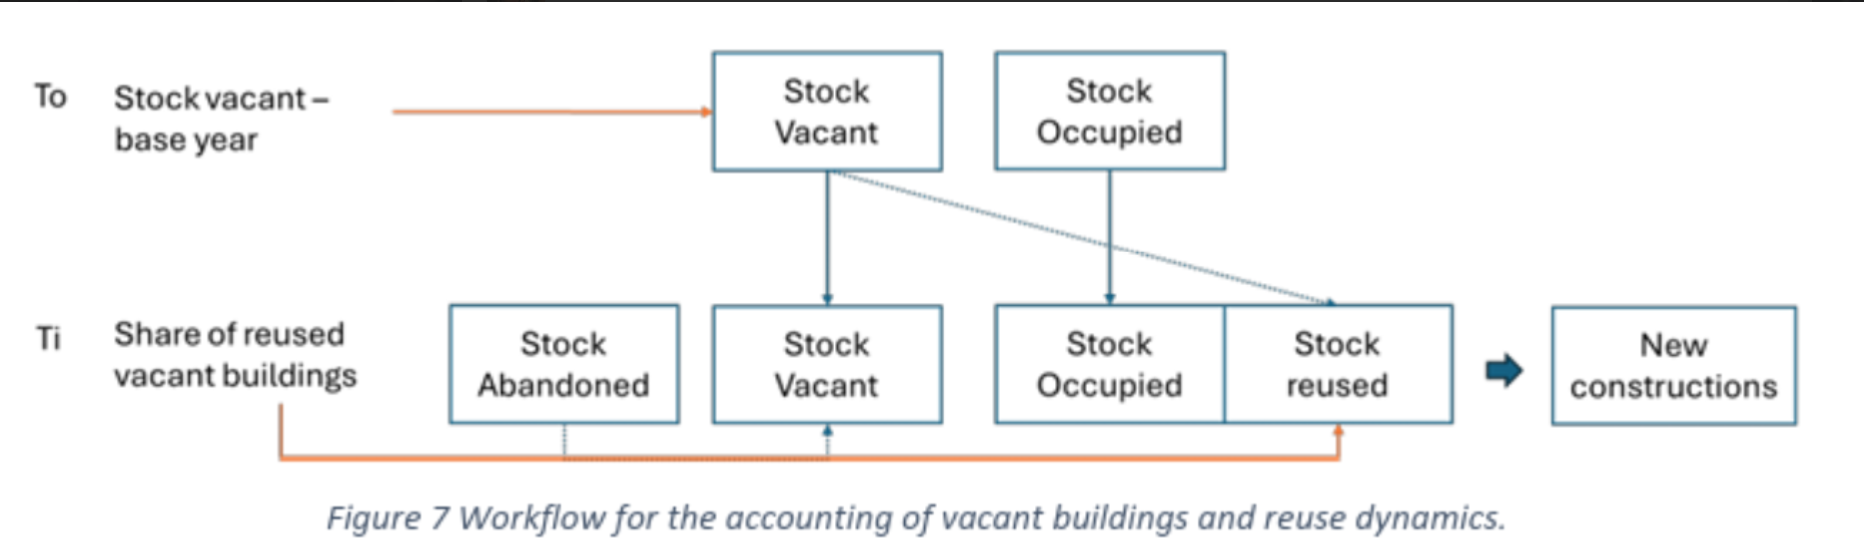 To
Stock vacant –
base year
Stock
Vacant
Stock
Occupied
Ti
Share of reused
vacant buildings
Stock
Abandoned
Stock
Vacant
Stock
Occupied
Stock
reused
New
constructions
Figure 7 Workflow for the accounting of vacant buildings and reuse dynamics.